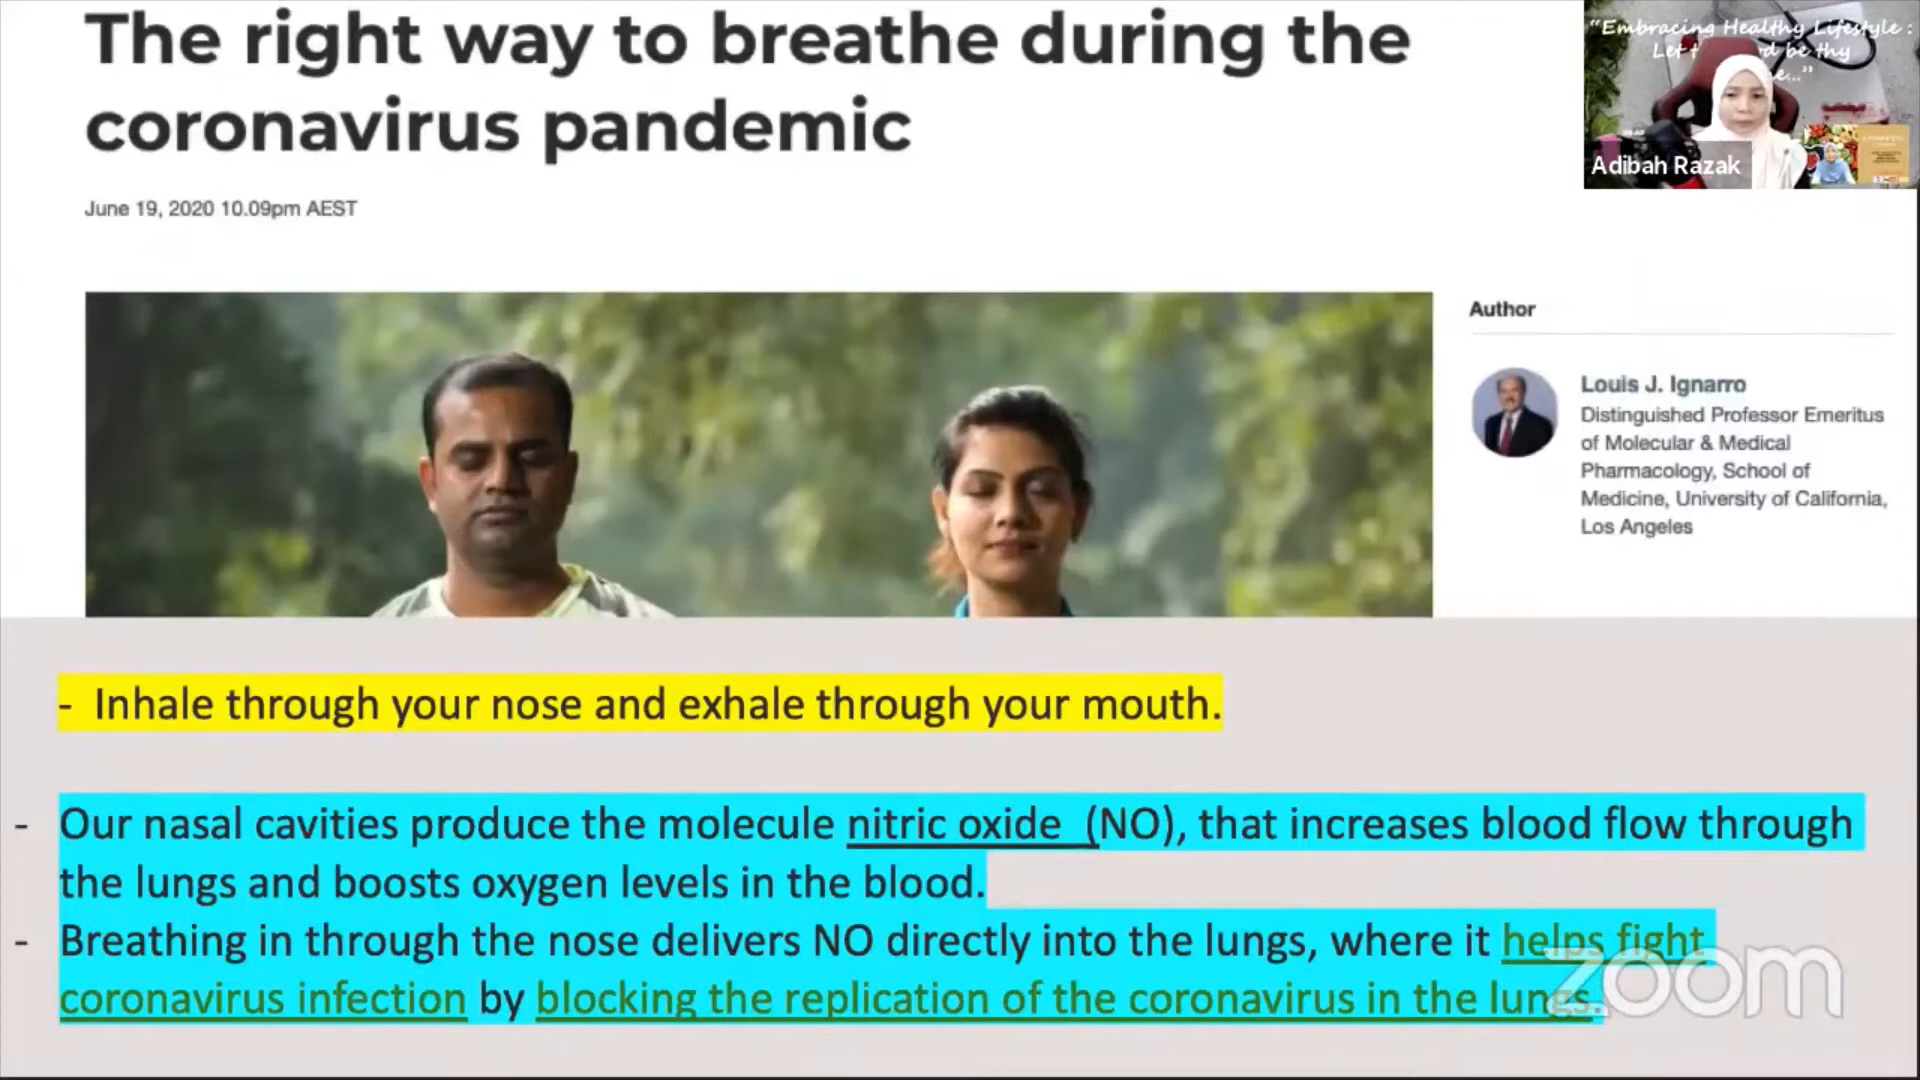 The right way to breathe during the
coronavirus pandemic
June 19, 2020 10.09pm AEST
"Embracing Healthy Lifestyle :
Let be thy
Adibah Razak
Author
Louis J. Ignarro
Distinguished Professor Emeritus
of Molecular & Medical
Pharmacology, School of
Medicine, University of California,
Los Angeles
- Inhale through your nose and exhale through your mouth.
- Our nasal cavities produce the molecule nitric oxide (NO), that increases blood flow through
the lungs and boosts oxygen levels in the blood.
- Breathing in through the nose delivers NO directly into the lungs, where it helps fight
coronavirus infection by blocking the replication of the coronavirus in the lungs.
zoom